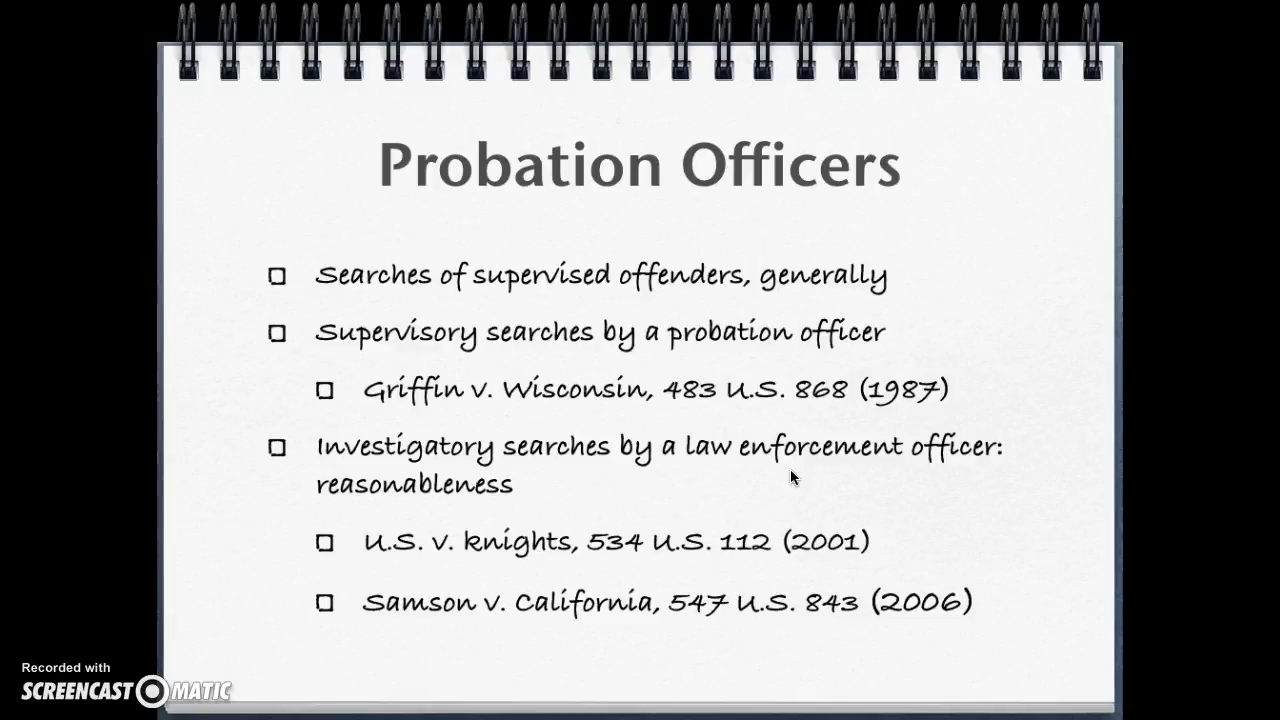 Probation Officers
Searches of supervised offenders, generally
Supervisory searches by a probation officer
Griffin v. Wisconsin, 483 U.S. 868 (1987)
Investigatory searches by a law enforcement officer:
reasonableness
U.S. v. knights, 534 U.S. 112 (2001)
Samson v. California, 547 U.S. 843 (2006)
Recorded with
SCREENCAST MATIC